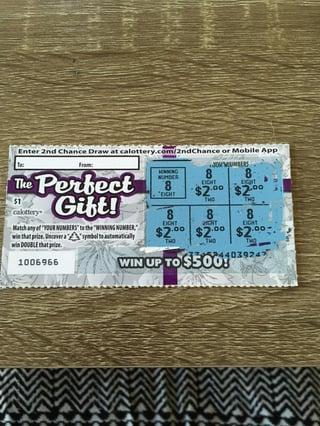 Enter 2nd Chance Draw at calottery.com/2ndChance or Mobile App
To: From:
The Perfect
Gift!
$1
calottery
Match any of "YOUR NUMBERS" to the "WINNING NUMBER,"
win that prize. Uncover a symbol to automatically
win DOUBLE that prize.
1006966
YOUR NUMBERS
WINNING
NUMBER
8
EIGHT
8
EIGHT
$2.00
TWO
8
EIGHT
$2.00
TWO
8
EIGHT
$2.00
TWO
8
EIGHT
$2.00
TWO
8
EIGHT
$2.00
TWO
WIN UP TO $500!